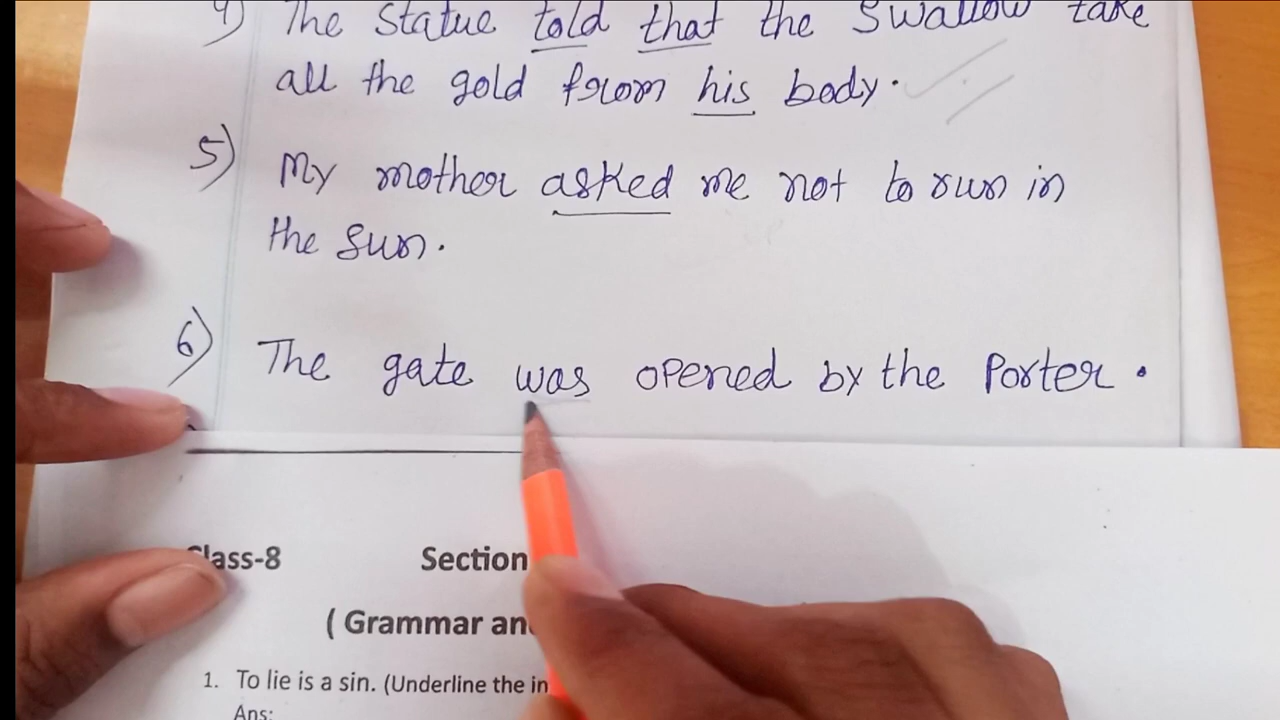 4) The Statue told that the Swallow take
all the gold from his body.
5) My mother asked me not to run in
the Sun.
6) The gate was opened by the Porter.
Class-8 Section
( Grammar an
1. To lie is a sin. (Underline the in
Ans: